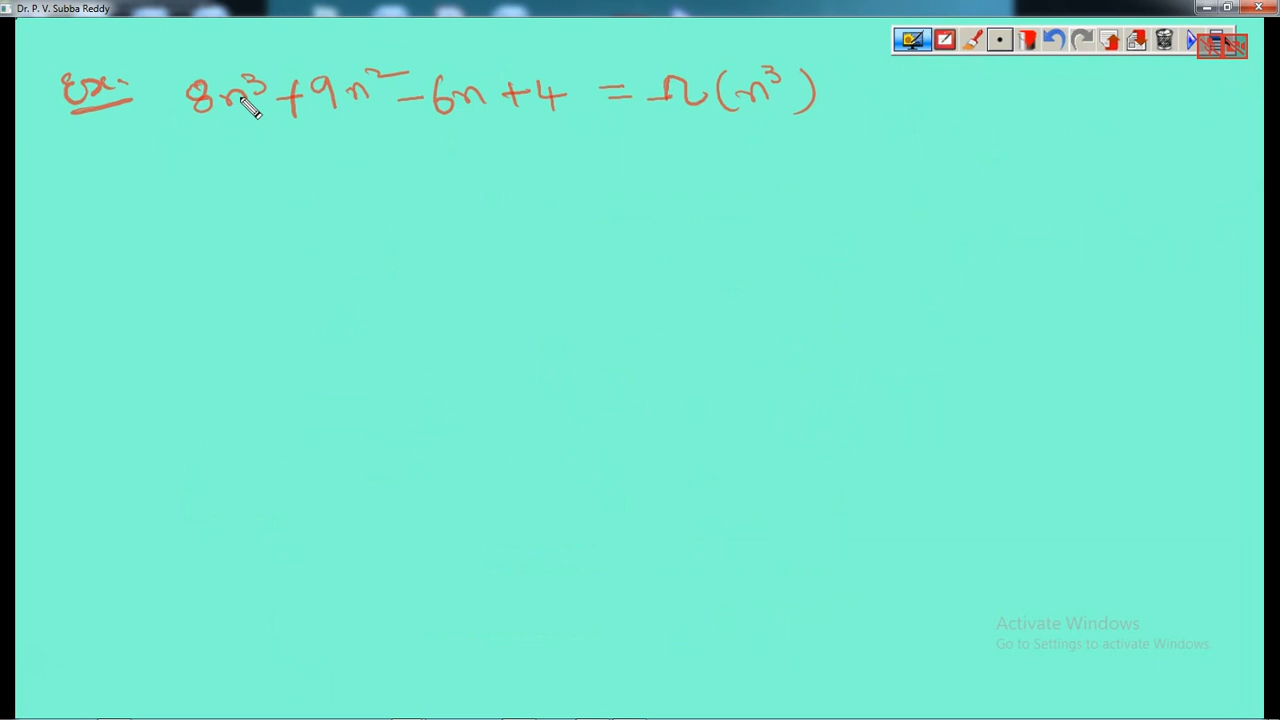 Dr. P. V. Subba Reddy
Ex:- 8n³ + 9n² - 6n + 4 = Ω(n³)
Activate Windows
Go to Settings to activate Windows.